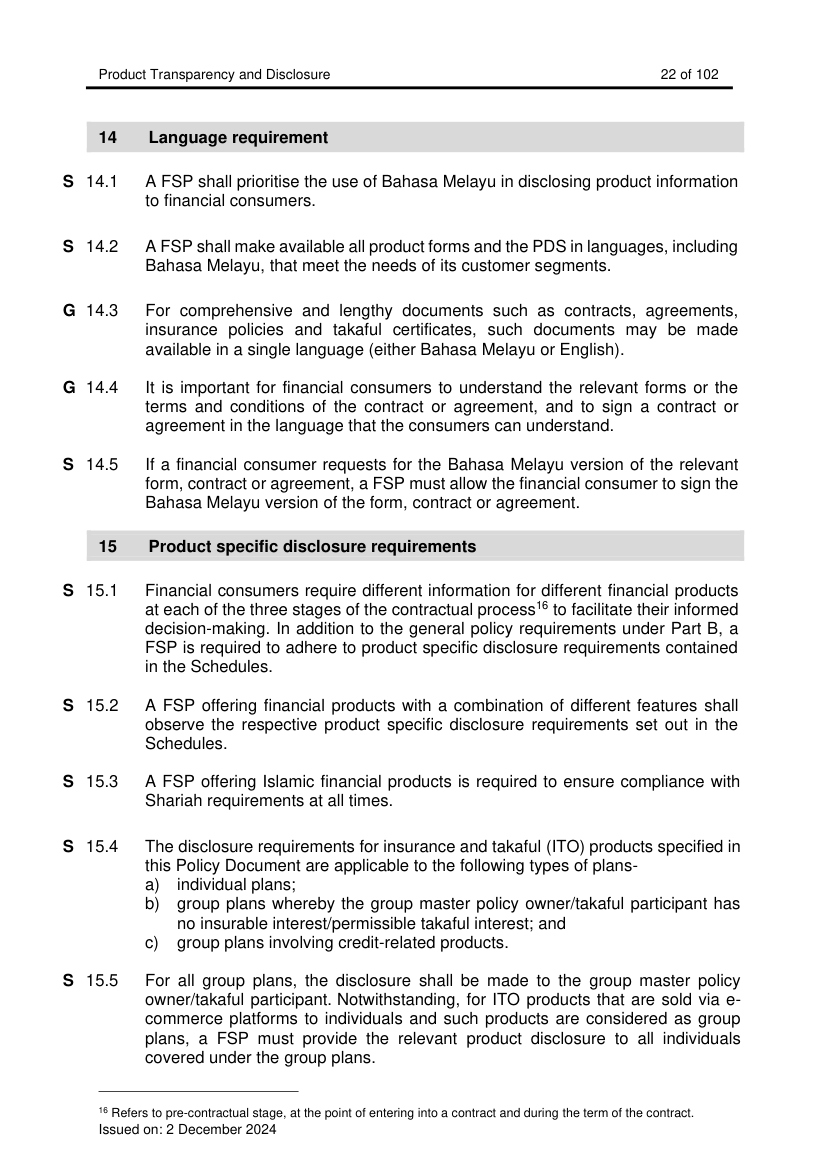 Product Transparency and Disclosure 22 of 102
14 Language requirement
S 14.1 A FSP shall prioritise the use of Bahasa Melayu in disclosing product information
to financial consumers.
S 14.2 A FSP shall make available all product forms and the PDS in languages, including
Bahasa Melayu, that meet the needs of its customer segments.
G 14.3 For comprehensive and lengthy documents such as contracts, agreements,
insurance policies and takaful certificates, such documents may be made
available in a single language (either Bahasa Melayu or English).
G 14.4 It is important for financial consumers to understand the relevant forms or the
terms and conditions of the contract or agreement, and to sign a contract or
agreement in the language that the consumers can understand.
S 14.5 If a financial consumer requests for the Bahasa Melayu version of the relevant
form, contract or agreement, a FSP must allow the financial consumer to sign the
Bahasa Melayu version of the form, contract or agreement.
15 Product specific disclosure requirements
S 15.1 Financial consumers require different information for different financial products
at each of the three stages of the contractual process16 to facilitate their informed
decision-making. In addition to the general policy requirements under Part B, a
FSP is required to adhere to product specific disclosure requirements contained
in the Schedules.
S 15.2 A FSP offering financial products with a combination of different features shall
observe the respective product specific disclosure requirements set out in the
Schedules.
S 15.3 A FSP offering Islamic financial products is required to ensure compliance with
Shariah requirements at all times.
S 15.4 The disclosure requirements for insurance and takaful (ITO) products specified in
this Policy Document are applicable to the following types of plans-
a) individual plans;
b) group plans whereby the group master policy owner/takaful participant has
no insurable interest/permissible takaful interest; and
c) group plans involving credit-related products.
S 15.5 For all group plans, the disclosure shall be made to the group master policy
owner/takaful participant. Notwithstanding, for ITO products that are sold via e-
commerce platforms to individuals and such products are considered as group
plans, a FSP must provide the relevant product disclosure to all individuals
covered under the group plans.
16 Refers to pre-contractual stage, at the point of entering into a contract and during the term of the contract.
Issued on: 2 December 2024